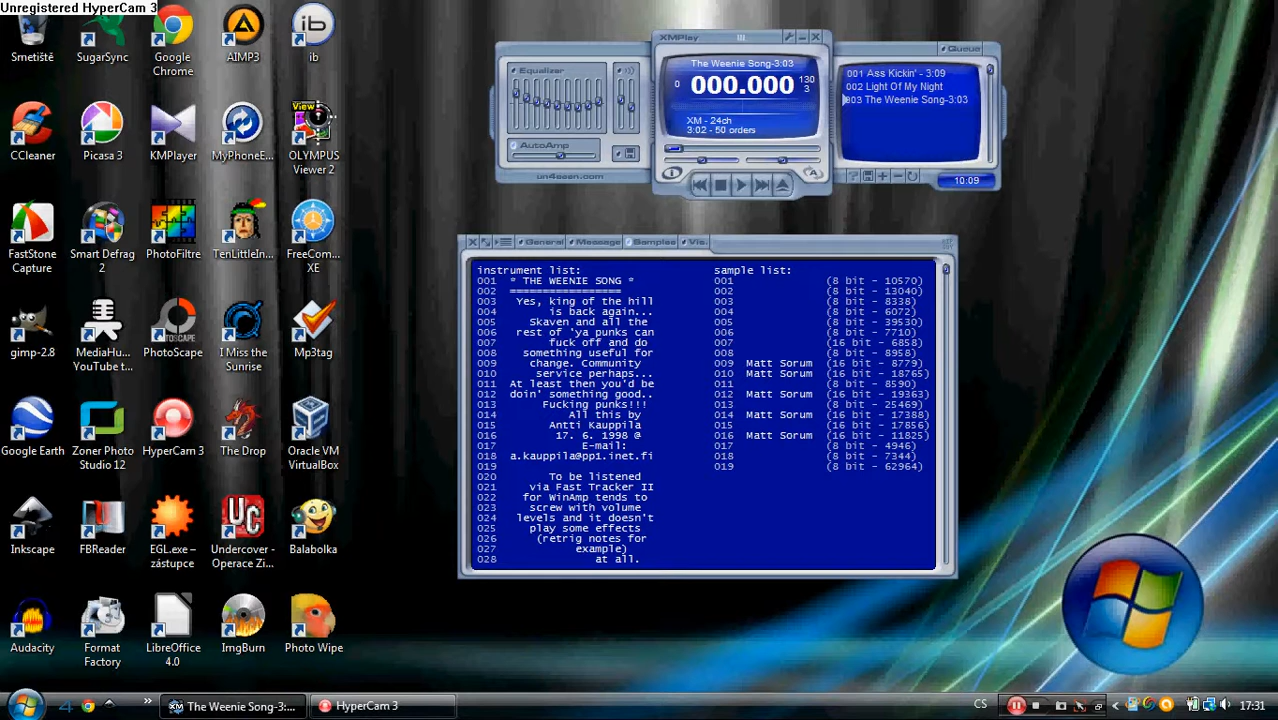 Unregistered HyperCam 3
Smetiště
SugarSync
Google Chrome
AIMP3
ib
CCleaner
Picasa 3
KMPlayer
MyPhoneE...
OLYMPUS Viewer 2
FastStone Capture
Smart Defrag 2
PhotoFiltre
TenLittleIn...
FreeCom... XE
gimp-2.8
MediaHu... YouTube t...
PhotoScape
I Miss the Sunrise
Mp3tag
Google Earth
Zoner Photo Studio 12
HyperCam 3
The Drop
Oracle VM VirtualBox
Inkscape
FBReader
EGL.exe – zástupce
Undercover - Operace Zi...
Balabolka
Audacity
Format Factory
LibreOffice 4.0
ImgBurn
Photo Wipe
XMPlay
Equalizer
AutoAmp
un4seen.com
The Weenie Song-3:03
0 000.000 130
3
XM - 24ch
3:02 - 50 orders
Queue
001 Ass Kickin' - 3:09
002 Light Of My Night
003 The Weenie Song-3:03
10:09
General Message Samples Vis.
instrument list: sample list:
001 * THE WEENIE SONG * 001 (8 bit - 10570)
002 ================= 002 (8 bit - 13040)
003 Yes, king of the hill 003 (8 bit - 8338)
004 is back again... 004 (8 bit - 6072)
005 Skaven and all the 005 (8 bit - 39530)
006 rest of 'ya punks can 006 (8 bit - 7710)
007 fuck off and do 007 (16 bit - 6858)
008 something useful for 008 (8 bit - 8958)
009 change. Community 009 Matt Sorum (16 bit - 8779)
010 service perhaps... 010 Matt Sorum (16 bit - 18765)
011 At least then you'd be 011 (8 bit - 8590)
012 doin' something good.. 012 Matt Sorum (16 bit - 19363)
013 Fucking punks!!! 013 (8 bit - 25469)
014 All this by 014 Matt Sorum (16 bit - 17388)
015 Antti Kauppila 015 (16 bit - 17856)
016 17. 6. 1998 @ 016 Matt Sorum (16 bit - 11825)
017 E-mail: 017 (8 bit - 4946)
018 a.kauppila@pp1.inet.fi 018 (8 bit - 7344)
019 019 (8 bit - 62964)
020 To be listened
021 via Fast Tracker II
022 for WinAmp tends to
023 screw with volume
024 levels and it doesn't
025 play some effects
026 (retrig notes for
027 example)
028 at all.
The Weenie Song-3:...
HyperCam 3
CS
17:31